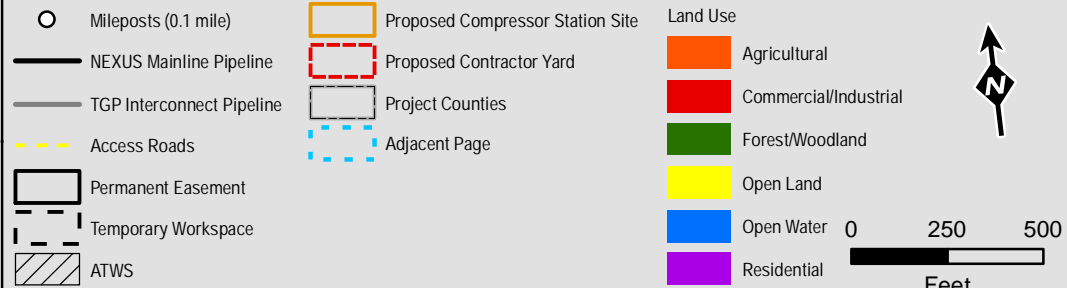 Mileposts (0.1 mile)
NEXUS Mainline Pipeline
TGP Interconnect Pipeline
Access Roads
Permanent Easement
Temporary Workspace
ATWS
Proposed Compressor Station Site
Proposed Contractor Yard
Project Counties
Adjacent Page
Land Use
Agricultural
Commercial/Industrial
Forest/Woodland
Open Land
Open Water
Residential
N
0 250 500
Feet